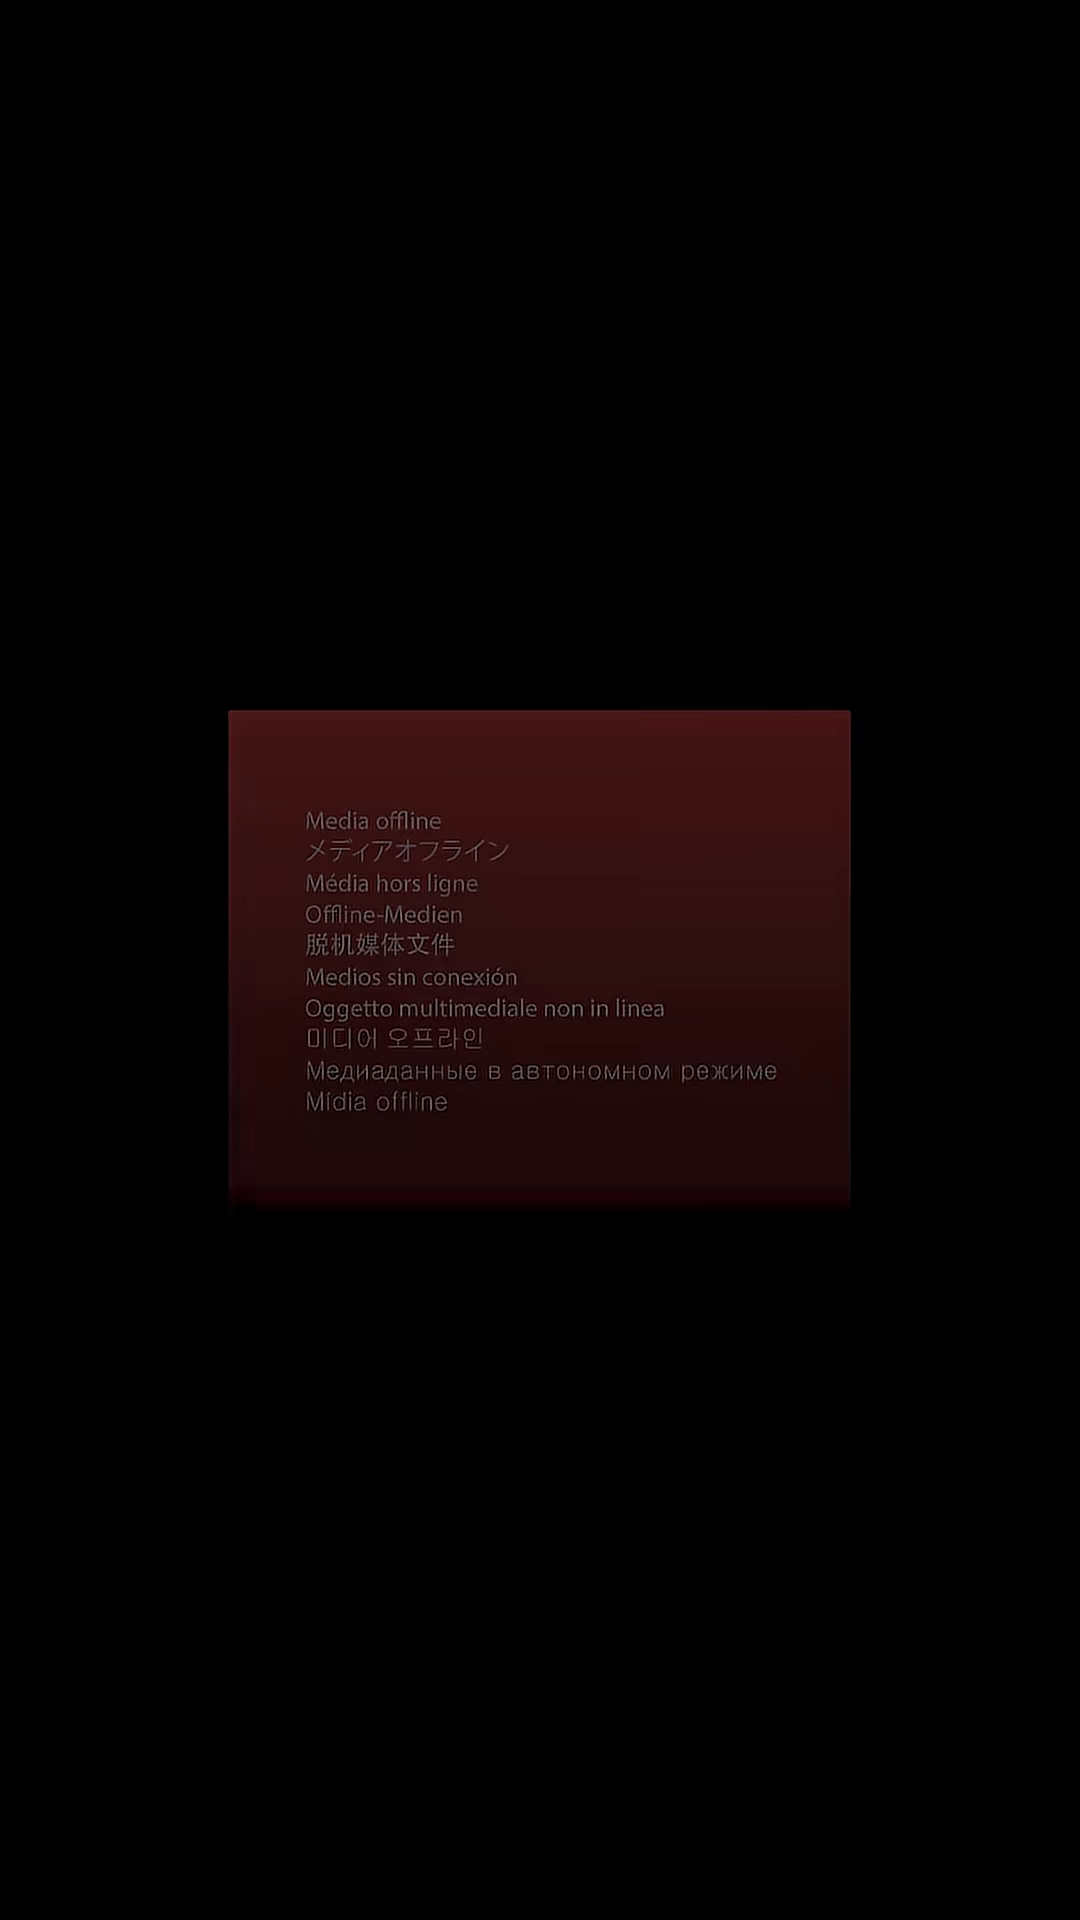 Media offline
メディアオフライン
Média hors ligne
Offline-Medien
脱机媒体文件
Medios sin conexión
Oggetto multimediale non in linea
미디어 오프라인
Медиаданные в автономном режиме
Mídia offline